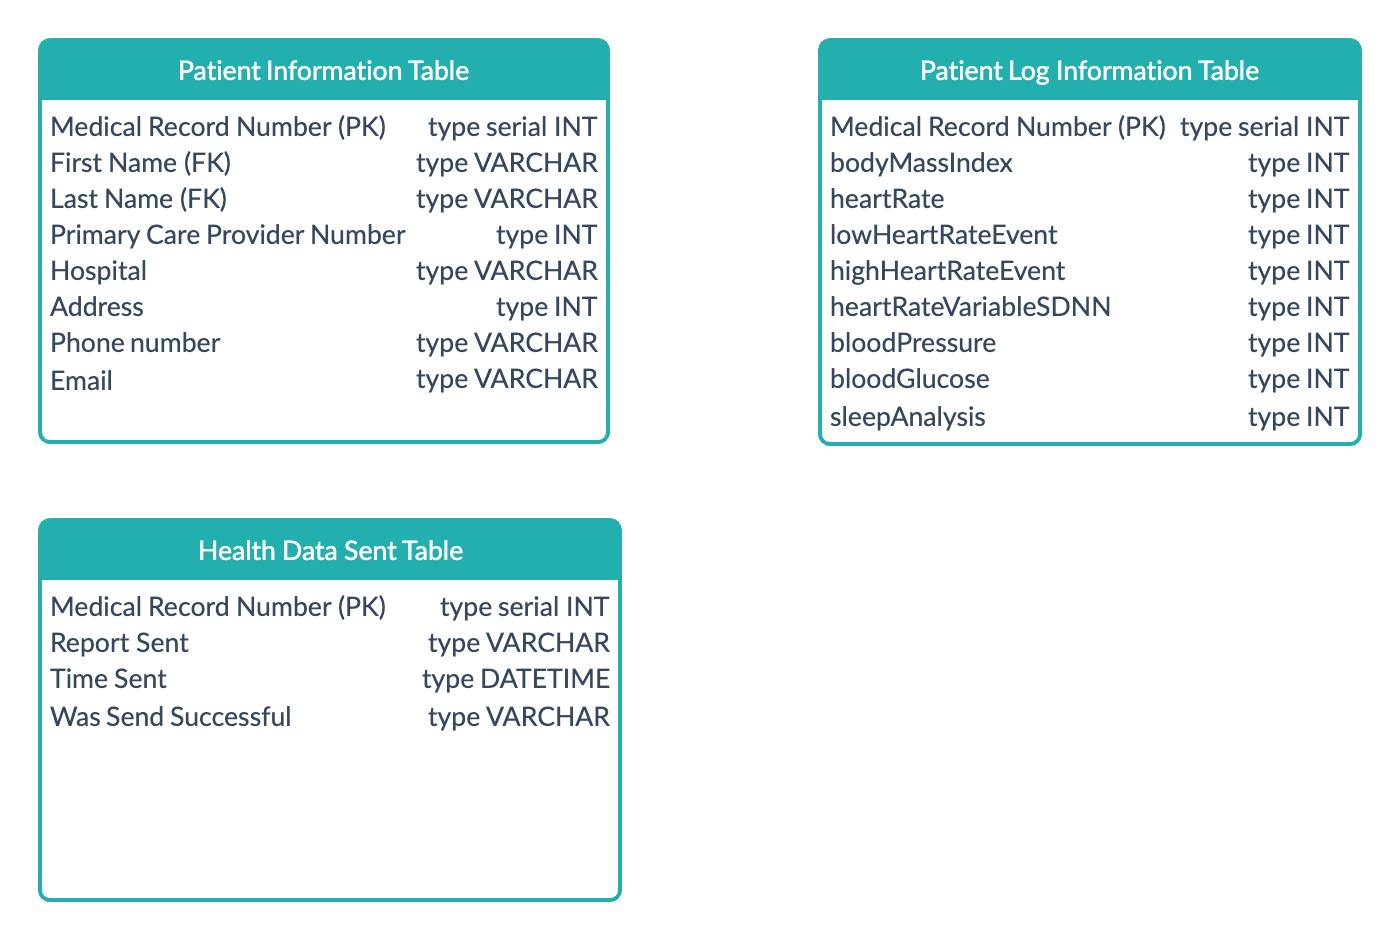 Patient Information Table
Medical Record Number (PK) type serial INT
First Name (FK) type VARCHAR
Last Name (FK) type VARCHAR
Primary Care Provider Number type INT
Hospital type VARCHAR
Address type INT
Phone number type VARCHAR
Email type VARCHAR
Patient Log Information Table
Medical Record Number (PK) type serial INT
bodyMassIndex type INT
heartRate type INT
lowHeartRateEvent type INT
highHeartRateEvent type INT
heartRateVariableSDNN type INT
bloodPressure type INT
bloodGlucose type INT
sleepAnalysis type INT
Health Data Sent Table
Medical Record Number (PK) type serial INT
Report Sent type VARCHAR
Time Sent type DATETIME
Was Send Successful type VARCHAR